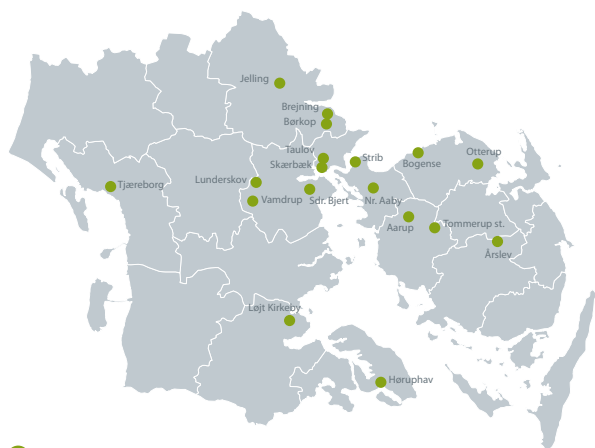 Jelling
Brejning
Børkop
Taulov
Skærbæk
Strib
Bogense
Otterup
Tjæreborg
Lunderskov
Vamdrup
Sdr. Bjert
Nr. Aaby
Aarup
Tommerup st.
Årslev
Løjt Kirkeby
Høruphav